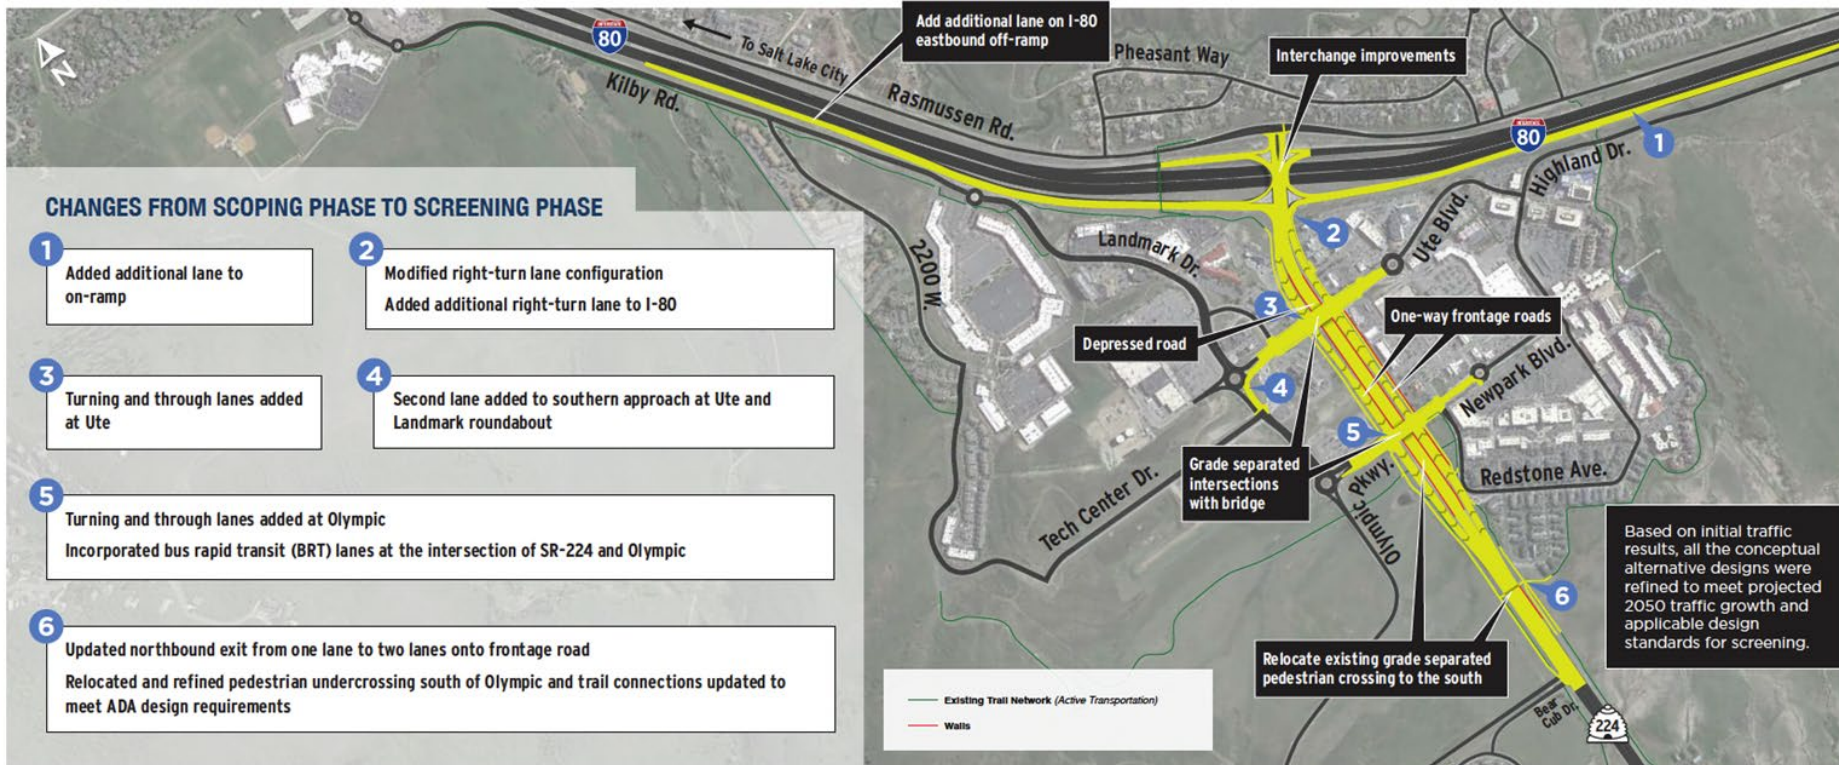 N
80
To Salt Lake City
Kilby Rd.
Rasmussen Rd.
Add additional lane on I-80
eastbound off-ramp
Pheasant Way
Interchange improvements
80
1
Highland Dr.
CHANGES FROM SCOPING PHASE TO SCREENING PHASE
1
Added additional lane to
on-ramp
2
Modified right-turn lane configuration
Added additional right-turn lane to I-80
3
Turning and through lanes added
at Ute
4
Second lane added to southern approach at Ute and
Landmark roundabout
5
Turning and through lanes added at Olympic
Incorporated bus rapid transit (BRT) lanes at the intersection of SR-224 and Olympic
6
Updated northbound exit from one lane to two lanes onto frontage road
Relocated and refined pedestrian undercrossing south of Olympic and trail connections updated to
meet ADA design requirements
2200 W.
Landmark Dr.
2
Ute Blvd.
3
Depressed road
One-way frontage roads
4
Newpark Blvd.
5
Grade separated
intersections
with bridge
Olympic Pkwy.
Redstone Ave.
Tech Center Dr.
6
Relocate existing grade separated
pedestrian crossing to the south
Bear
Cub Dr.
224
Based on initial traffic
results, all the conceptual
alternative designs were
refined to meet projected
2050 traffic growth and
applicable design
standards for screening.
Existing Trail Network (Active Transportation)
Walls